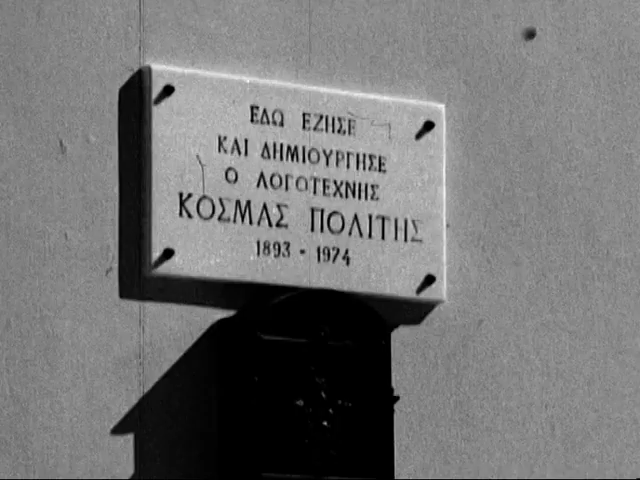 ΕΔΩ ΕΖΗΣΕ
ΚΑΙ ΔΗΜΙΟΥΡΓΗΣΕ
Ο ΛΟΓΟΤΕΧΝΗΣ
ΚΟΣΜΑΣ ΠΟΛΙΤΗΣ
1893 - 1974